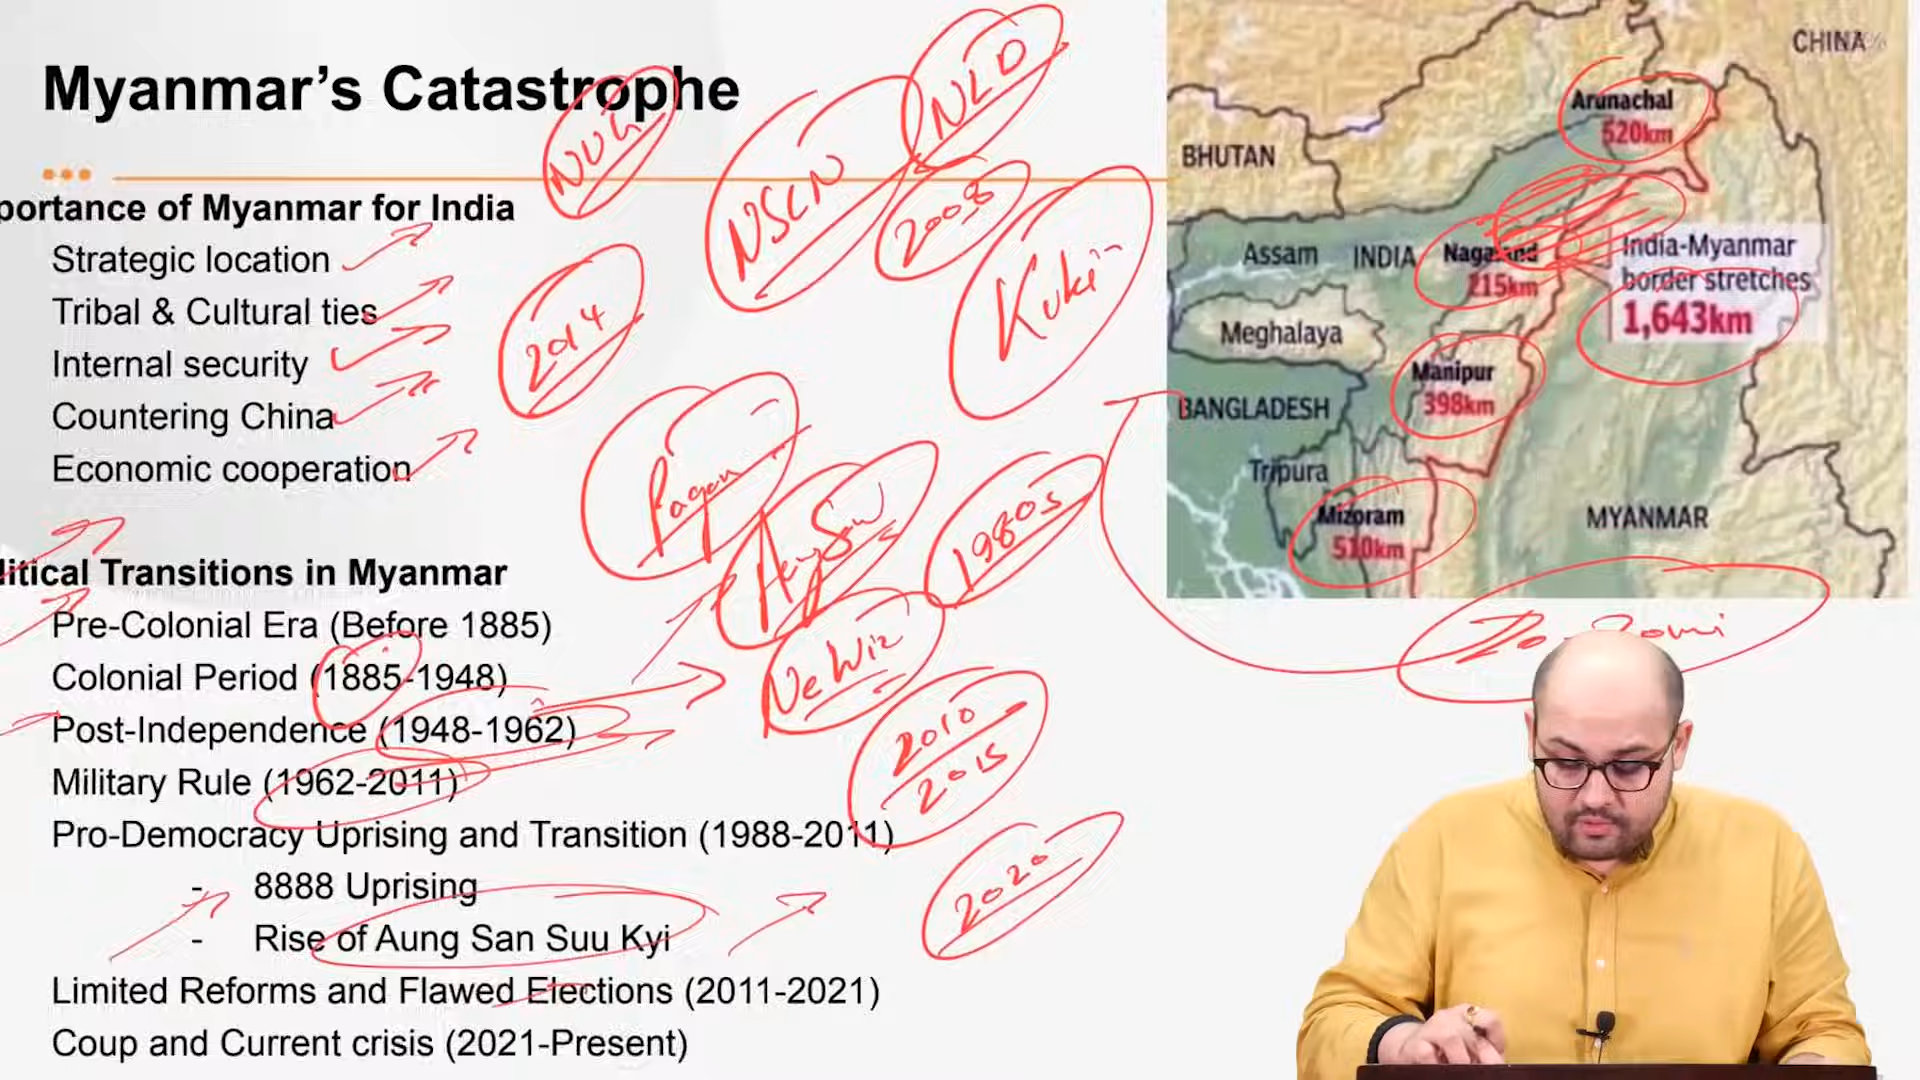 Myanmar's Catastrophe
portance of Myanmar for India
Strategic location
Tribal & Cultural ties
Internal security
Countering China
Economic cooperation
litical Transitions in Myanmar
Pre-Colonial Era (Before 1885)
Colonial Period (1885-1948)
Post-Independence (1948-1962)
Military Rule (1962-2011)
Pro-Democracy Uprising and Transition (1988-2011)
- 8888 Uprising
- Rise of Aung San Suu Kyi
Limited Reforms and Flawed Elections (2011-2021)
Coup and Current crisis (2021-Present)
NUG
NSCN
NLD
2008
Kuki
2014
Pagan
1980s
Ne Win
2010
2015
2020
CHINA
Arunachal
520km
BHUTAN
Assam
INDIA
Nagaland
215km
India-Myanmar
border stretches
1,643km
Meghalaya
Manipur
398km
BANGLADESH
Tripura
Mizoram
510km
MYANMAR